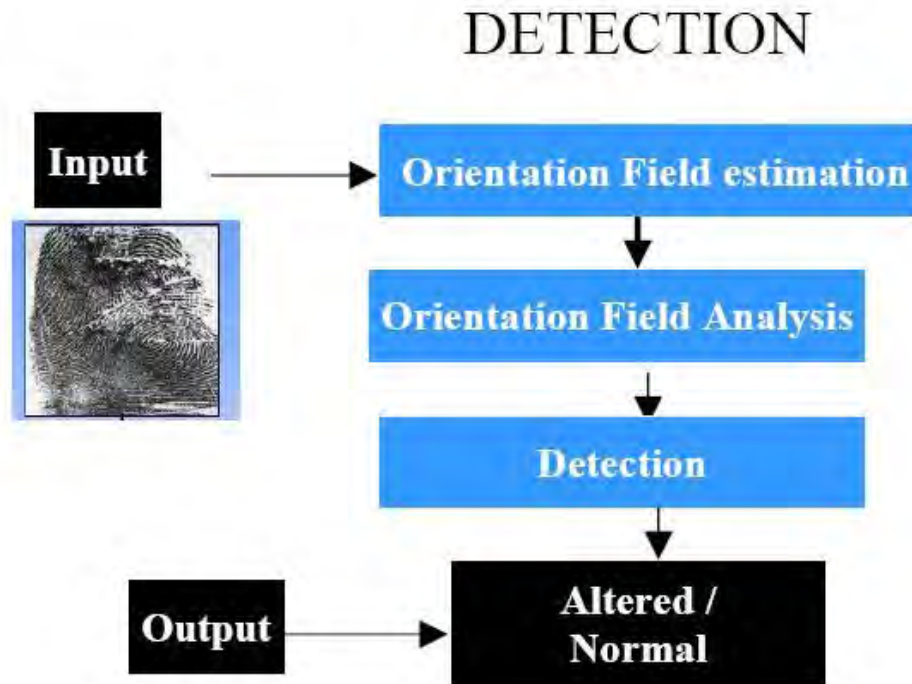 DETECTION
Input
Orientation Field estimation
Orientation Field Analysis
Detection
Output
Altered /
Normal